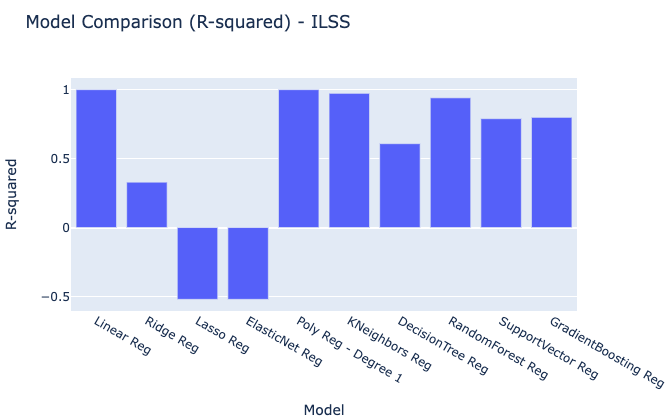 Model Comparison (R-squared) - ILSS
R-squared
1
0.5
0
−0.5
Linear Reg
Ridge Reg
Lasso Reg
ElasticNet Reg
Poly Reg - Degree 1
KNeighbors Reg
DecisionTree Reg
RandomForest Reg
SupportVector Reg
GradientBoosting Reg
Model